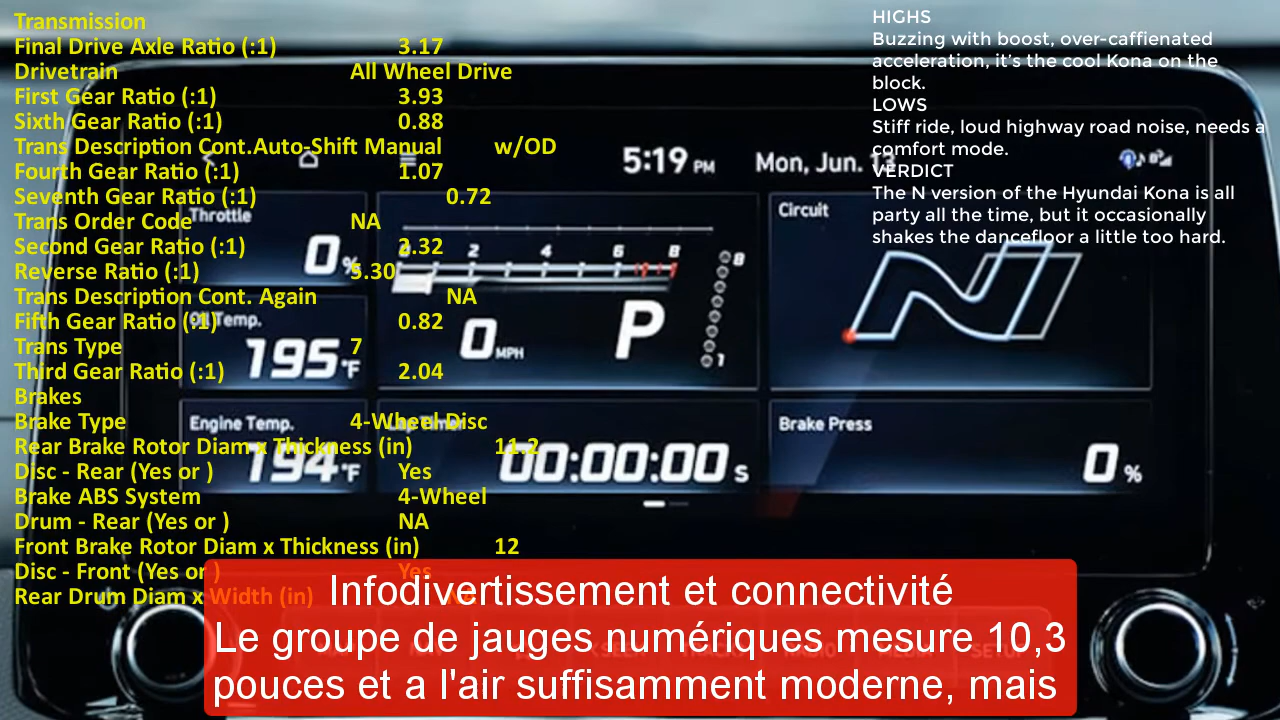 Transmission
Final Drive Axle Ratio (:1) 3.17
Drivetrain All Wheel Drive
First Gear Ratio (:1) 3.93
Sixth Gear Ratio (:1) 0.88
Trans Description Cont.Auto-Shift Manual w/OD
Fourth Gear Ratio (:1) 1.07
Seventh Gear Ratio (:1) 0.72
Trans Order Code NA
Second Gear Ratio (:1) 2.32
Reverse Ratio (:1) 5.30
Trans Description Cont. Again NA
Fifth Gear Ratio (:1) 0.82
Trans Type 7
Third Gear Ratio (:1) 2.04
Brakes
Brake Type 4-Wheel Disc
Rear Brake Rotor Diam x Thickness (in) 11.2
Disc - Rear (Yes or ) Yes
Brake ABS System 4-Wheel
Drum - Rear (Yes or ) NA
Front Brake Rotor Diam x Thickness (in) 12
Disc - Front (Yes or ) Yes
Rear Drum Diam x Width (in) NA
HIGHS
Buzzing with boost, over-caffienated
acceleration, it's the cool Kona on the
block.
LOWS
Stiff ride, loud highway road noise, needs a
comfort mode.
VERDICT
The N version of the Hyundai Kona is all
party all the time, but it occasionally
shakes the dancefloor a little too hard.
5:19 PM Mon, Jun. 13
Throttle
0 %
Temp.
195 °F
Engine Temp.
194 °F
2 4 6 8
0 MPH
P
8
1
00:00:00 S
Circuit
Brake Press
0 %
Infodivertissement et connectivité
Le groupe de jauges numériques mesure 10,3
pouces et a l'air suffisamment moderne, mais